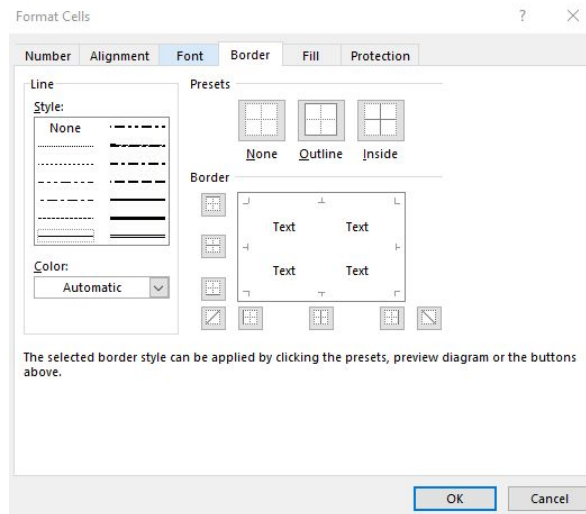 Format Cells
?
Number Alignment Font Border Fill Protection
Line
Style:
None
Color:
Automatic
Presets
None Outline Inside
Border
Text Text
Text Text
The selected border style can be applied by clicking the presets, preview diagram or the buttons
above.
OK Cancel